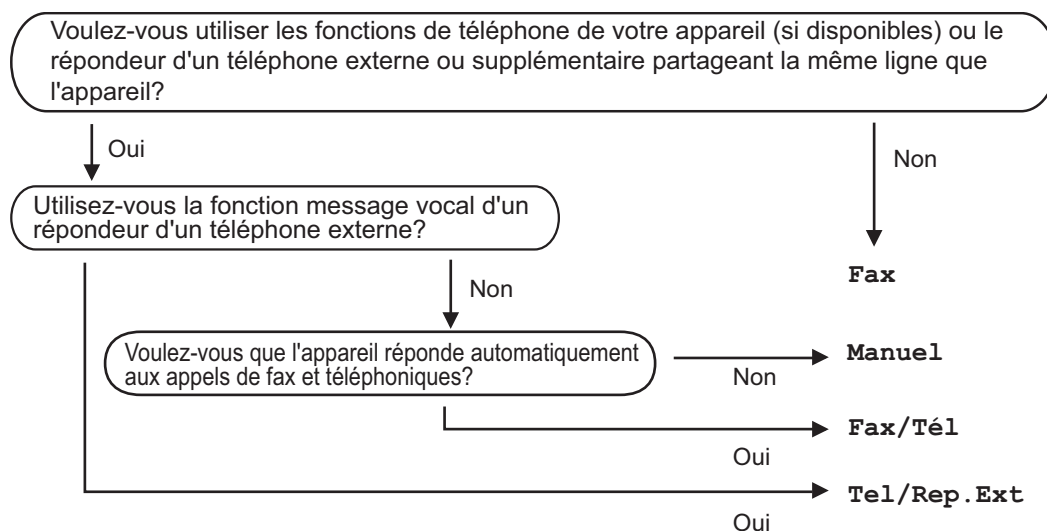 Voulez-vous utiliser les fonctions de téléphone de votre appareil (si disponibles) ou le
répondeur d'un téléphone externe ou supplémentaire partageant la même ligne que
l'appareil?
Oui
Non
Utilisez-vous la fonction message vocal d'un
répondeur d'un téléphone externe?
Fax
Non
Voulez-vous que l'appareil réponde automatiquement
aux appels de fax et téléphoniques?
Manuel
Non
Fax/Tél
Oui
Tel/Rep.Ext
Oui